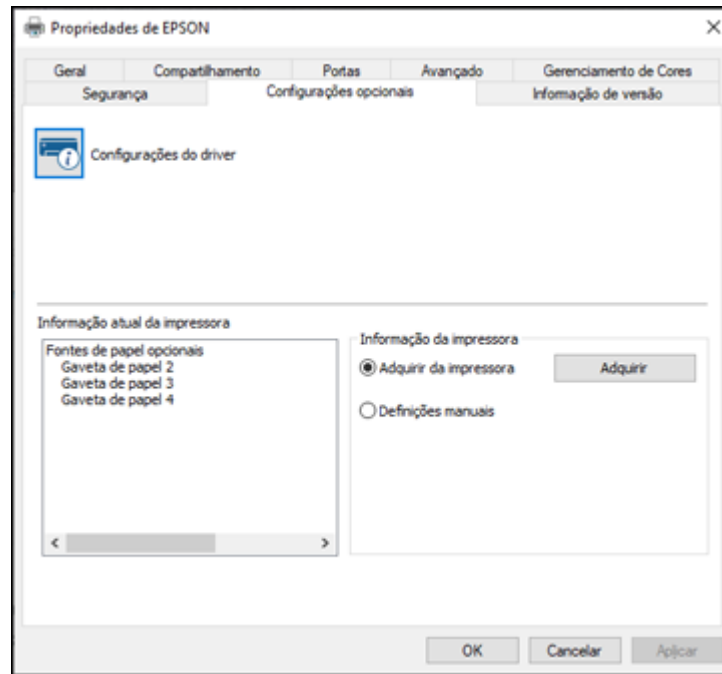 Propriedades de EPSON
Geral Compartilhamento Portas Avançado Gerenciamento de Cores
Segurança Configurações opcionais Informação de versão
Configurações do driver
Informação atual da impressora
Fontes de papel opcionais
Gaveta de papel 2
Gaveta de papel 3
Gaveta de papel 4
Informação da impressora
Adquirir da impressora Adquirir
Definições manuais
OK Cancelar Aplicar